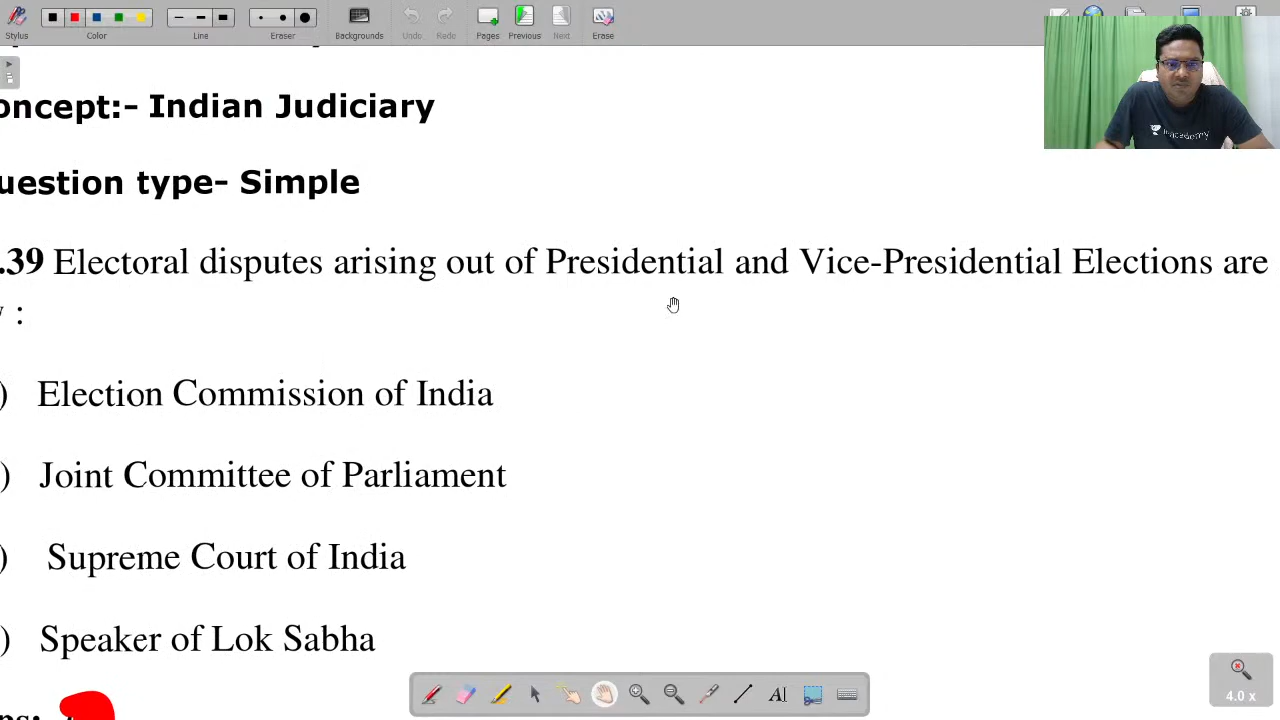 Stylus
Color
Line
Eraser
Backgrounds
Undo
Redo
Pages
Previous
Next
Erase
oncept:- Indian Judiciary
uestion type- Simple
.39 Electoral disputes arising out of Presidential and Vice-Presidential Elections are
:
) Election Commission of India
) Joint Committee of Parliament
) Supreme Court of India
) Speaker of Lok Sabha
4.0 x